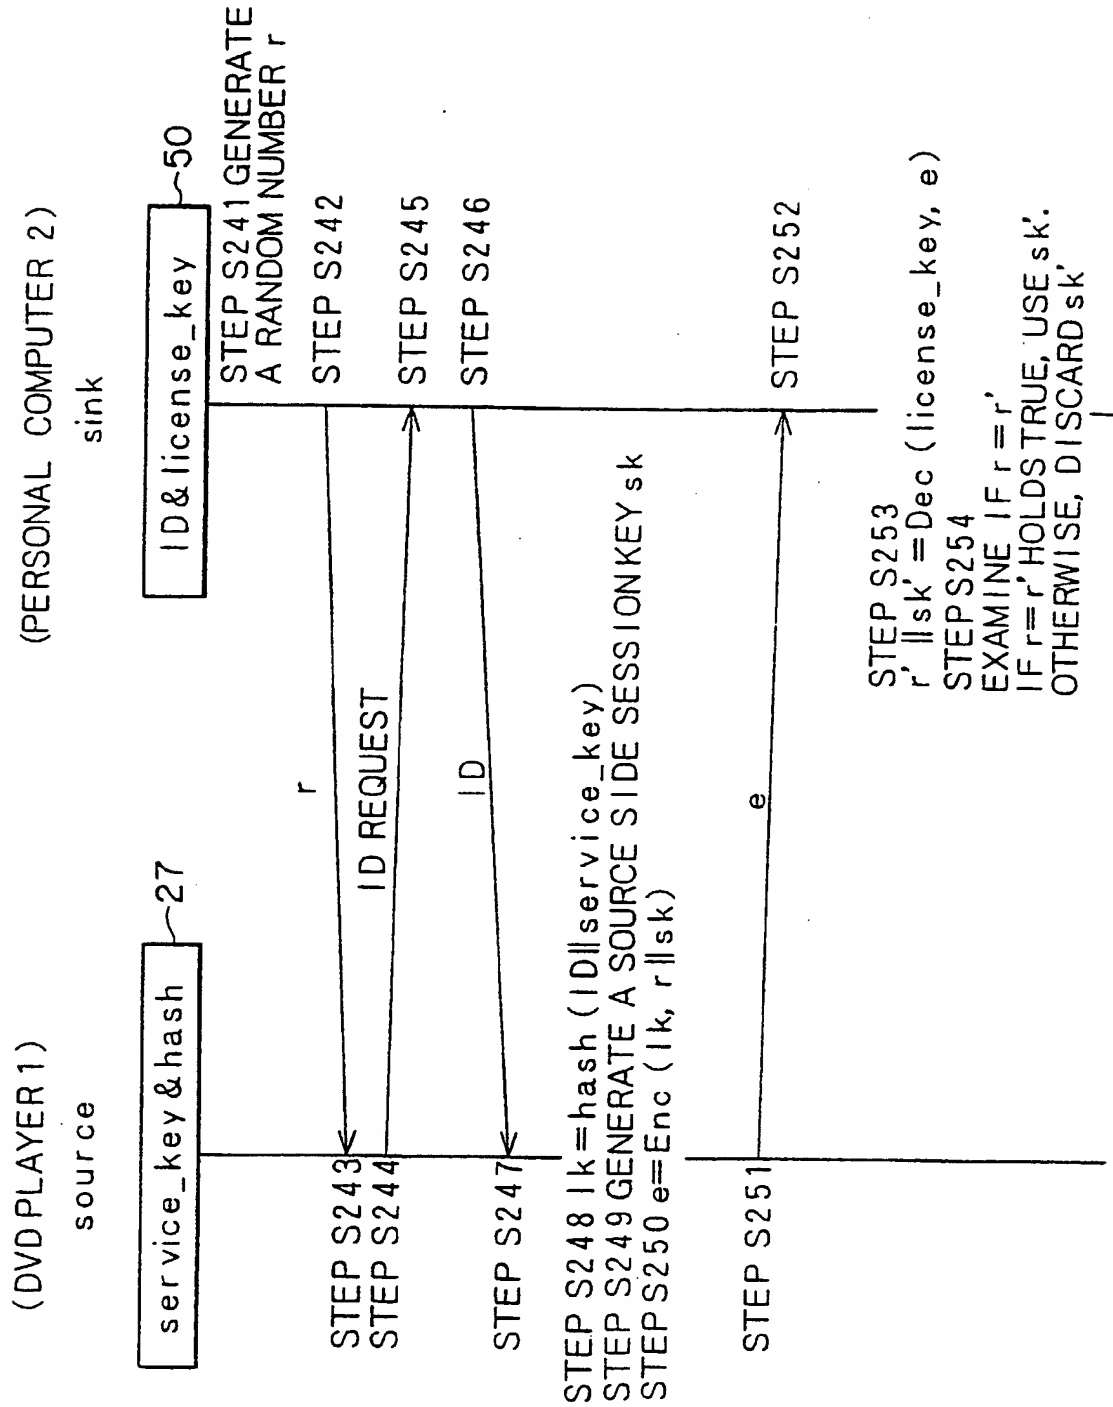 (DVD PLAYER 1)
source
service_key & hash
27
(PERSONAL COMPUTER 2)
sink
ID & license_key
50
STEP S241 GENERATE
A RANDOM NUMBER r
STEP S242
r
STEP S243
STEP S244
ID REQUEST
STEP S245
STEP S246
ID
STEP S247
STEP S248 lk=hash (ID||service_key)
STEP S249 GENERATE A SOURCE SIDE SESSION KEY sk
STEP S250 e=Enc (lk, r||sk)
STEP S251
e
STEP S252
STEP S253
r' ||sk' =Dec (license_key, e)
STEP S254
EXAMINE IF r=r'
IF r=r' HOLDS TRUE, USE sk'.
OTHERWISE, DISCARD sk'